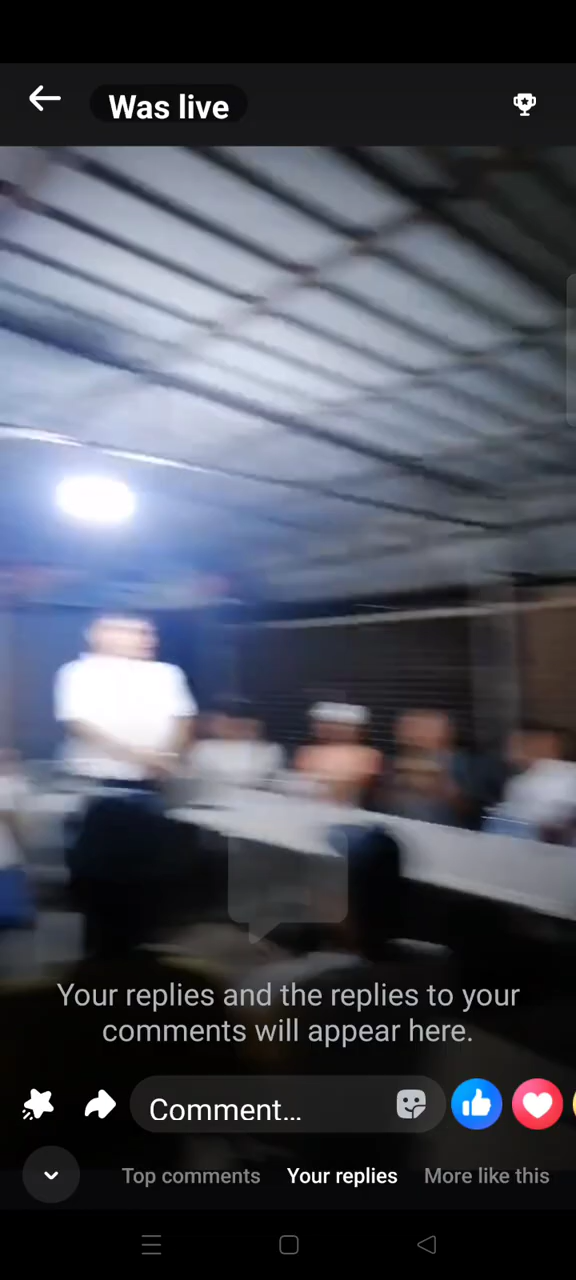 Was live
Your replies and the replies to your
comments will appear here.
Comment...
Top comments Your replies More like this